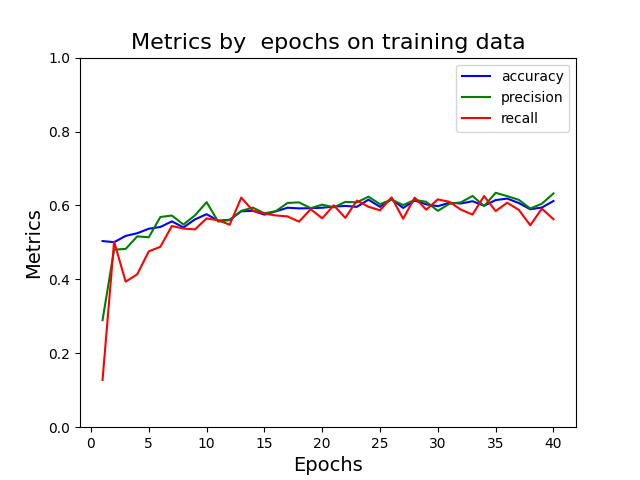 Metrics by  epochs on training data
1.0
0.8
0.6
0.4
0.2
0.0
Metrics
accuracy
precision
recall
0 5 10 15 20 25 30 35 40
Epochs